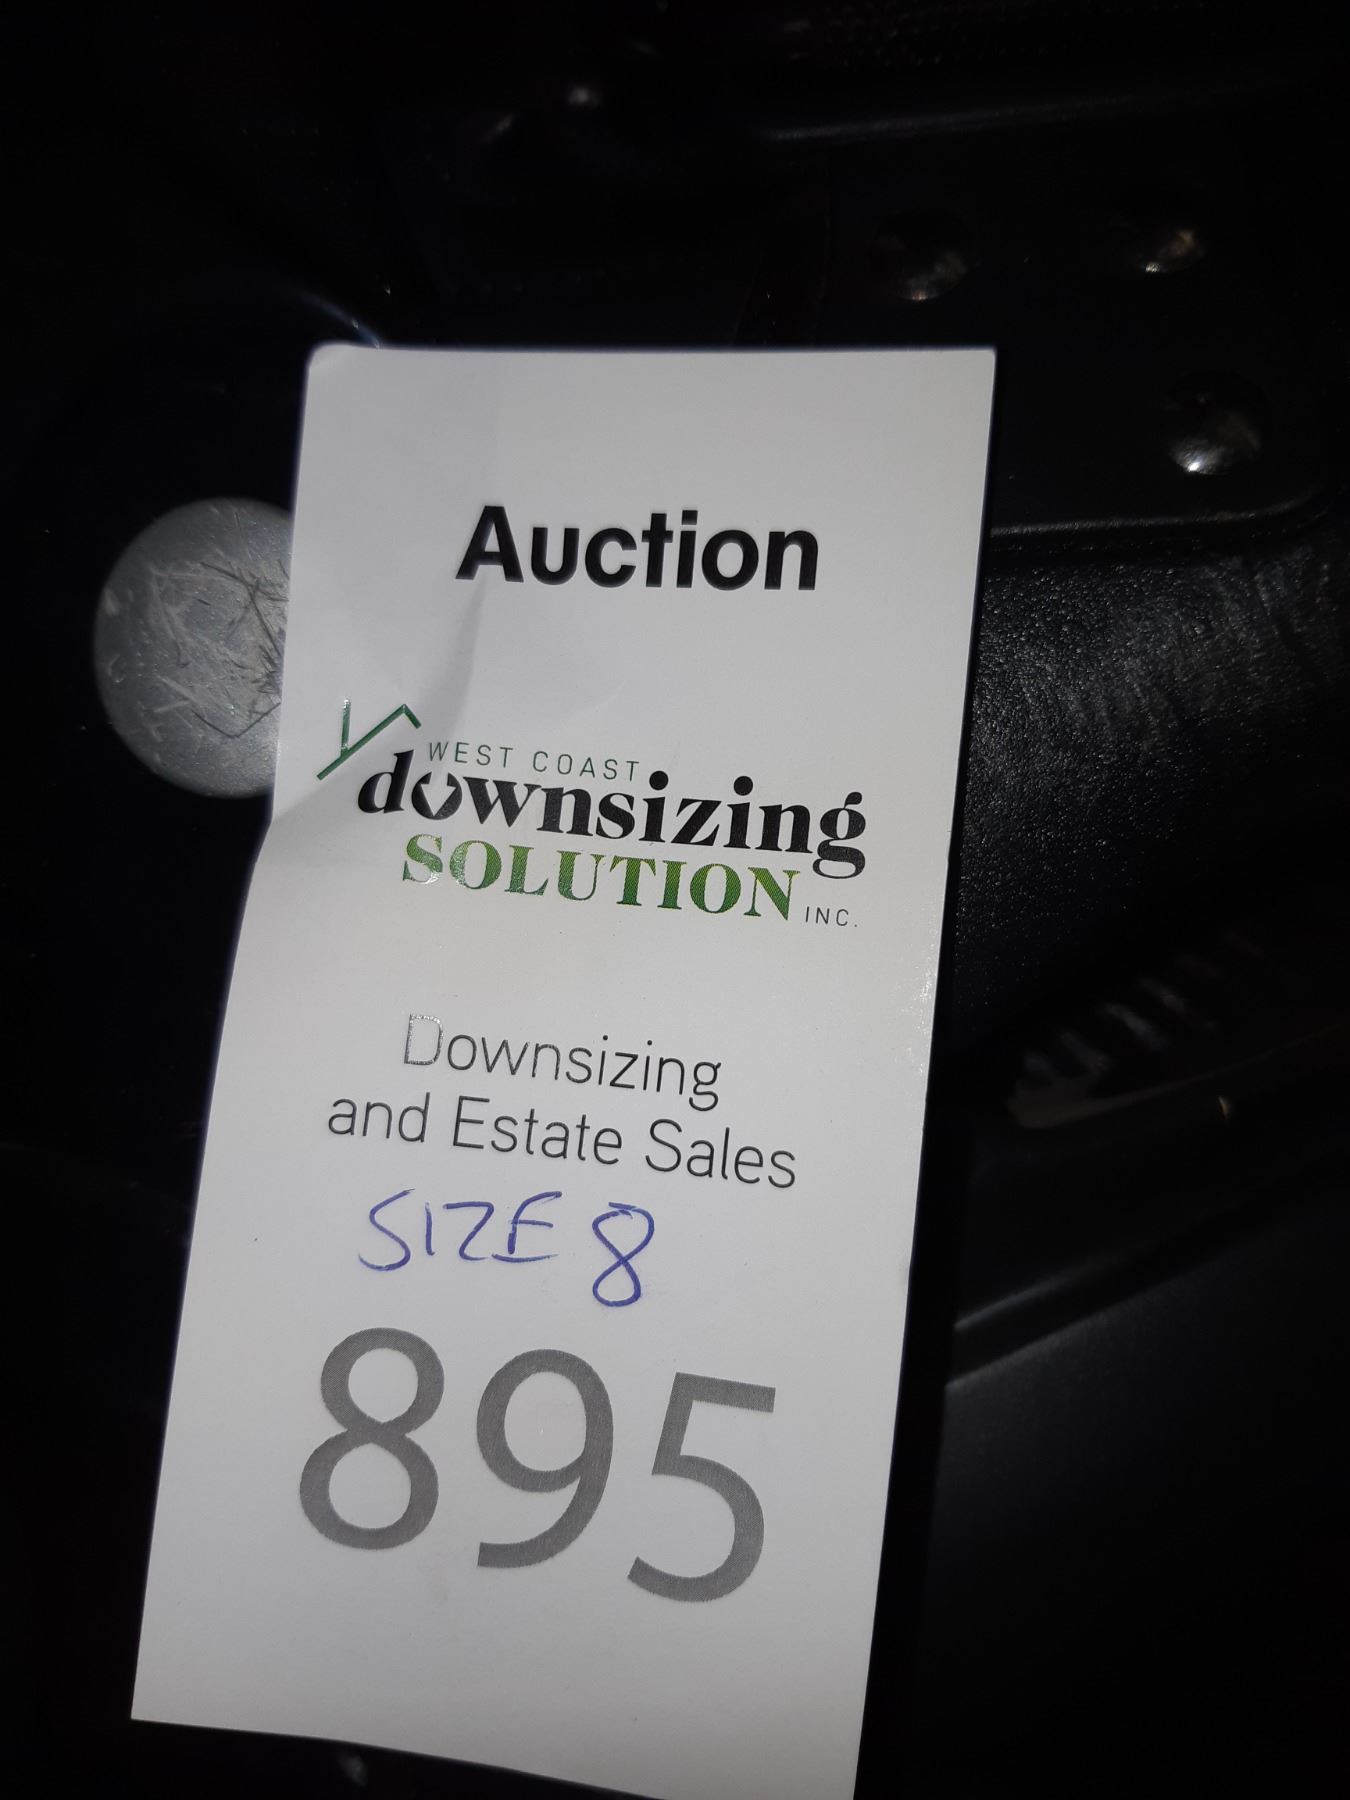 Auction
WEST COAST
downsizing
SOLUTION INC.
Downsizing
and Estate Sales
SIZE 8
895